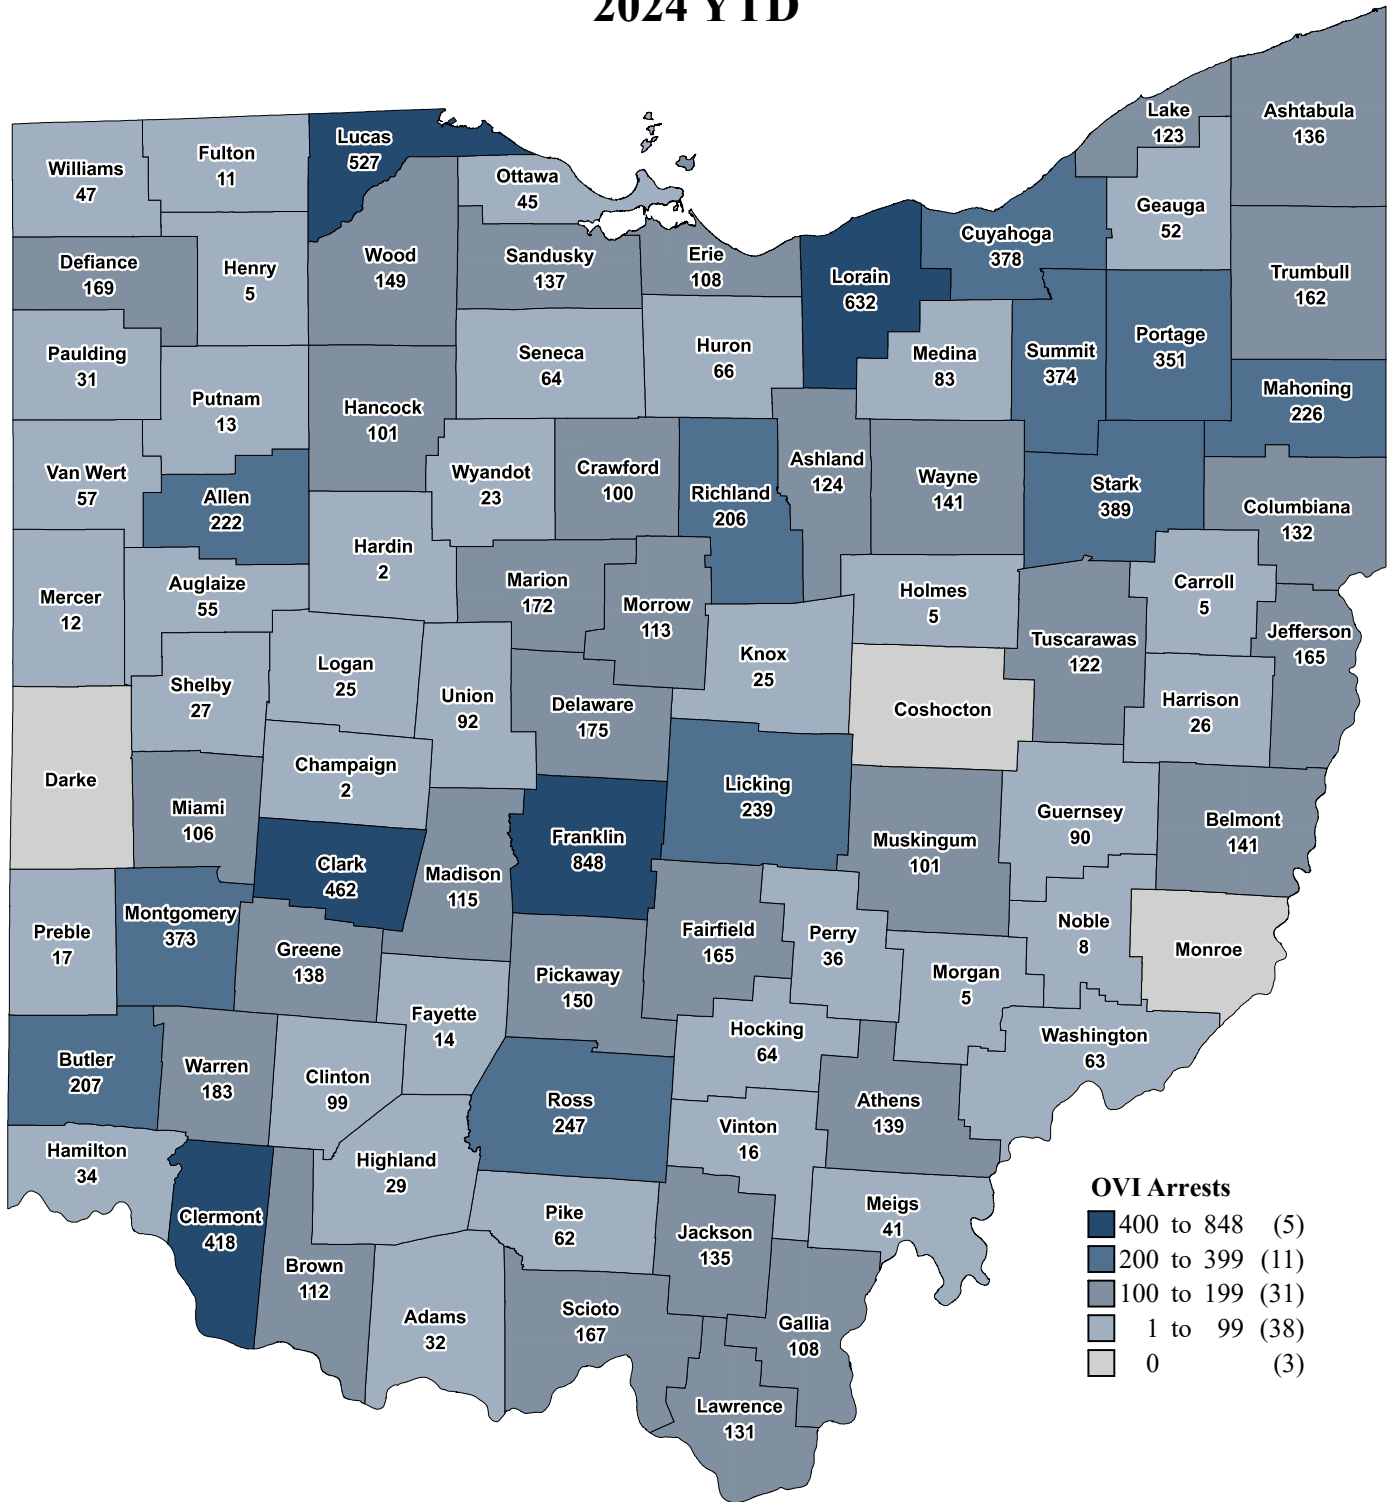 2024 YTD
Lake
123
Ashtabula
136
Lucas
527
Fulton
11
Williams
47
Ottawa
45
Geauga
52
Cuyahoga
378
Wood
149
Sandusky
137
Erie
108
Defiance
169
Henry
5
Lorain
632
Trumbull
162
Portage
351
Paulding
31
Seneca
64
Huron
66
Medina
83
Summit
374
Mahoning
226
Putnam
13
Hancock
101
Van Wert
57
Allen
222
Wyandot
23
Crawford
100
Richland
206
Ashland
124
Wayne
141
Stark
389
Columbiana
132
Hardin
2
Mercer
12
Auglaize
55
Marion
172
Morrow
113
Holmes
5
Carroll
5
Tuscarawas
122
Jefferson
165
Shelby
27
Logan
25
Union
92
Delaware
175
Knox
25
Coshocton
Harrison
26
Darke
Champaign
2
Miami
106
Licking
239
Muskingum
101
Guernsey
90
Belmont
141
Franklin
848
Clark
462
Madison
115
Montgomery
373
Preble
17
Greene
138
Fairfield
165
Perry
36
Noble
8
Monroe
Morgan
5
Pickaway
150
Fayette
14
Hocking
64
Washington
63
Butler
207
Warren
183
Clinton
99
Ross
247
Athens
139
Vinton
16
Hamilton
34
Highland
29
Clermont
418
Pike
62
Jackson
135
Meigs
41
Brown
112
Adams
32
Scioto
167
Gallia
108
Lawrence
131
OVI Arrests
400 to 848 (5)
200 to 399 (11)
100 to 199 (31)
1 to 99 (38)
0 (3)